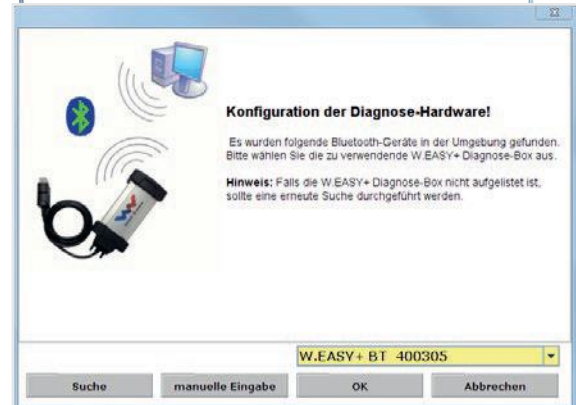 Konfiguration der Diagnose-Hardware!
Es wurden folgende Bluetooth-Geräte in der Umgebung gefunden.
Bitte wählen Sie die zu verwendende W.EASY+ Diagnose-Box aus.
Hinweis: Falls die W.EASY+ Diagnose-Box nicht aufgelistet ist,
sollte eine erneute Suche durchgeführt werden.
W.EASY+ BT 400305
Suche
manuelle Eingabe
OK
Abbrechen